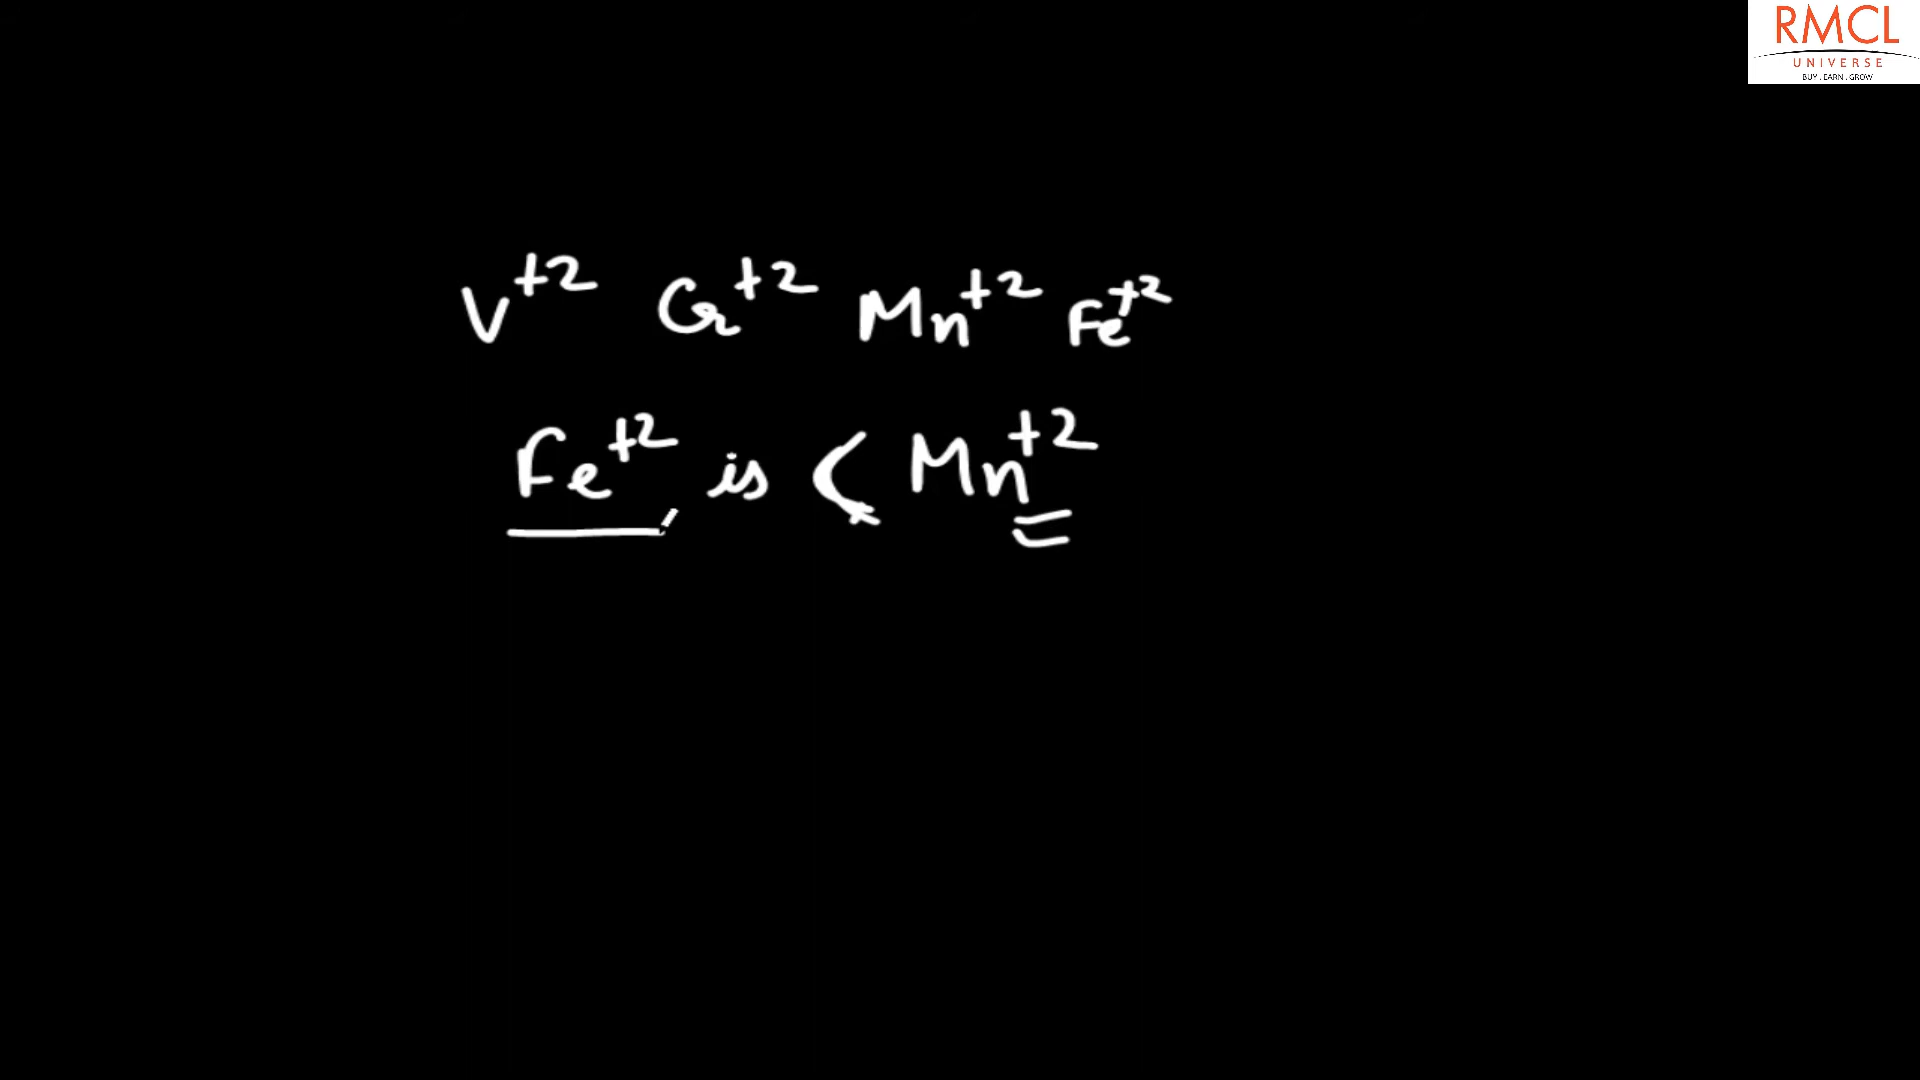 RMCL
UNIVERSE
BUY . EARN . GROW
V+2 Cr+2 Mn+2 Fe+2
Fe+2 is < Mn+2